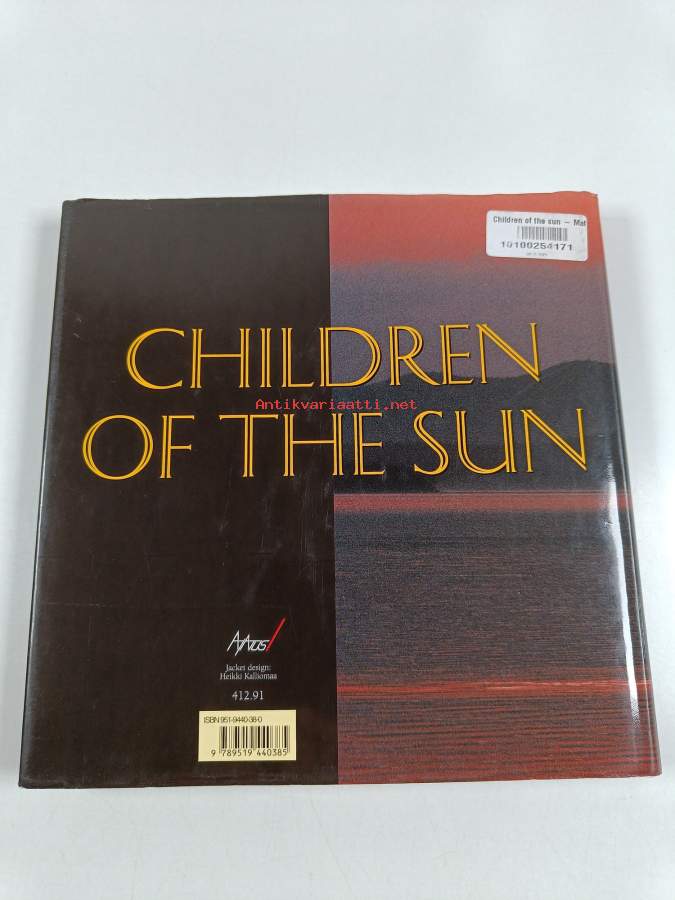 Children of the sun — Mat
10100254171
CHILDREN
Antikvariaatti.net
OF THE SUN
Jacket design:
Heikki Kalliomaa
412.91
ISBN 951-9440-38-0
9 789519 440385